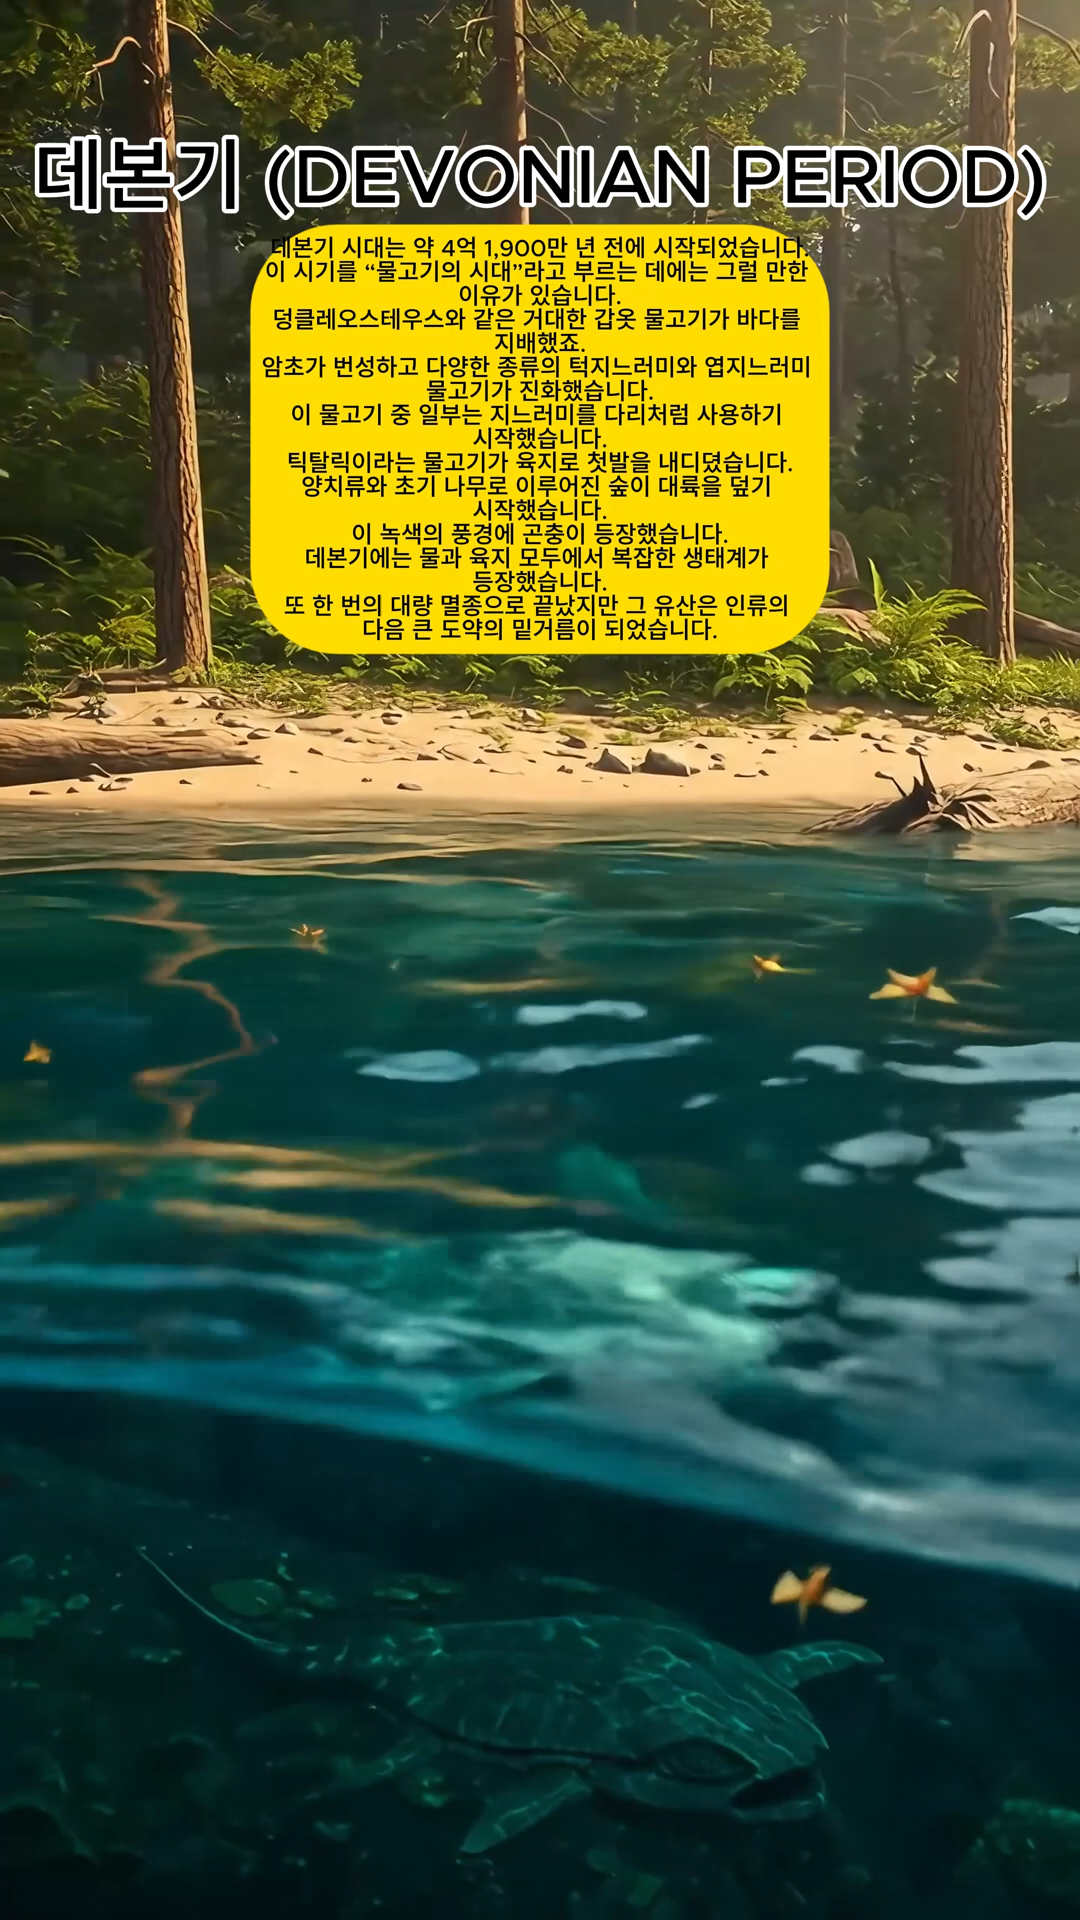 데본기 (DEVONIAN PERIOD)
데본기 시대는 약 4억 1,900만 년 전에 시작되었습니다.
이 시기를 “물고기의 시대”라고 부르는 데에는 그럴 만한
이유가 있습니다.
덩클레오스테우스와 같은 거대한 갑옷 물고기가 바다를
지배했죠.
암초가 번성하고 다양한 종류의 턱지느러미와 엽지느러미
물고기가 진화했습니다.
이 물고기 중 일부는 지느러미를 다리처럼 사용하기
시작했습니다.
틱탈릭이라는 물고기가 육지로 첫발을 내디뎠습니다.
양치류와 초기 나무로 이루어진 숲이 대륙을 덮기
시작했습니다.
이 녹색의 풍경에 곤충이 등장했습니다.
데본기에는 물과 육지 모두에서 복잡한 생태계가
등장했습니다.
또 한 번의 대량 멸종으로 끝났지만 그 유산은 인류의
다음 큰 도약의 밑거름이 되었습니다.